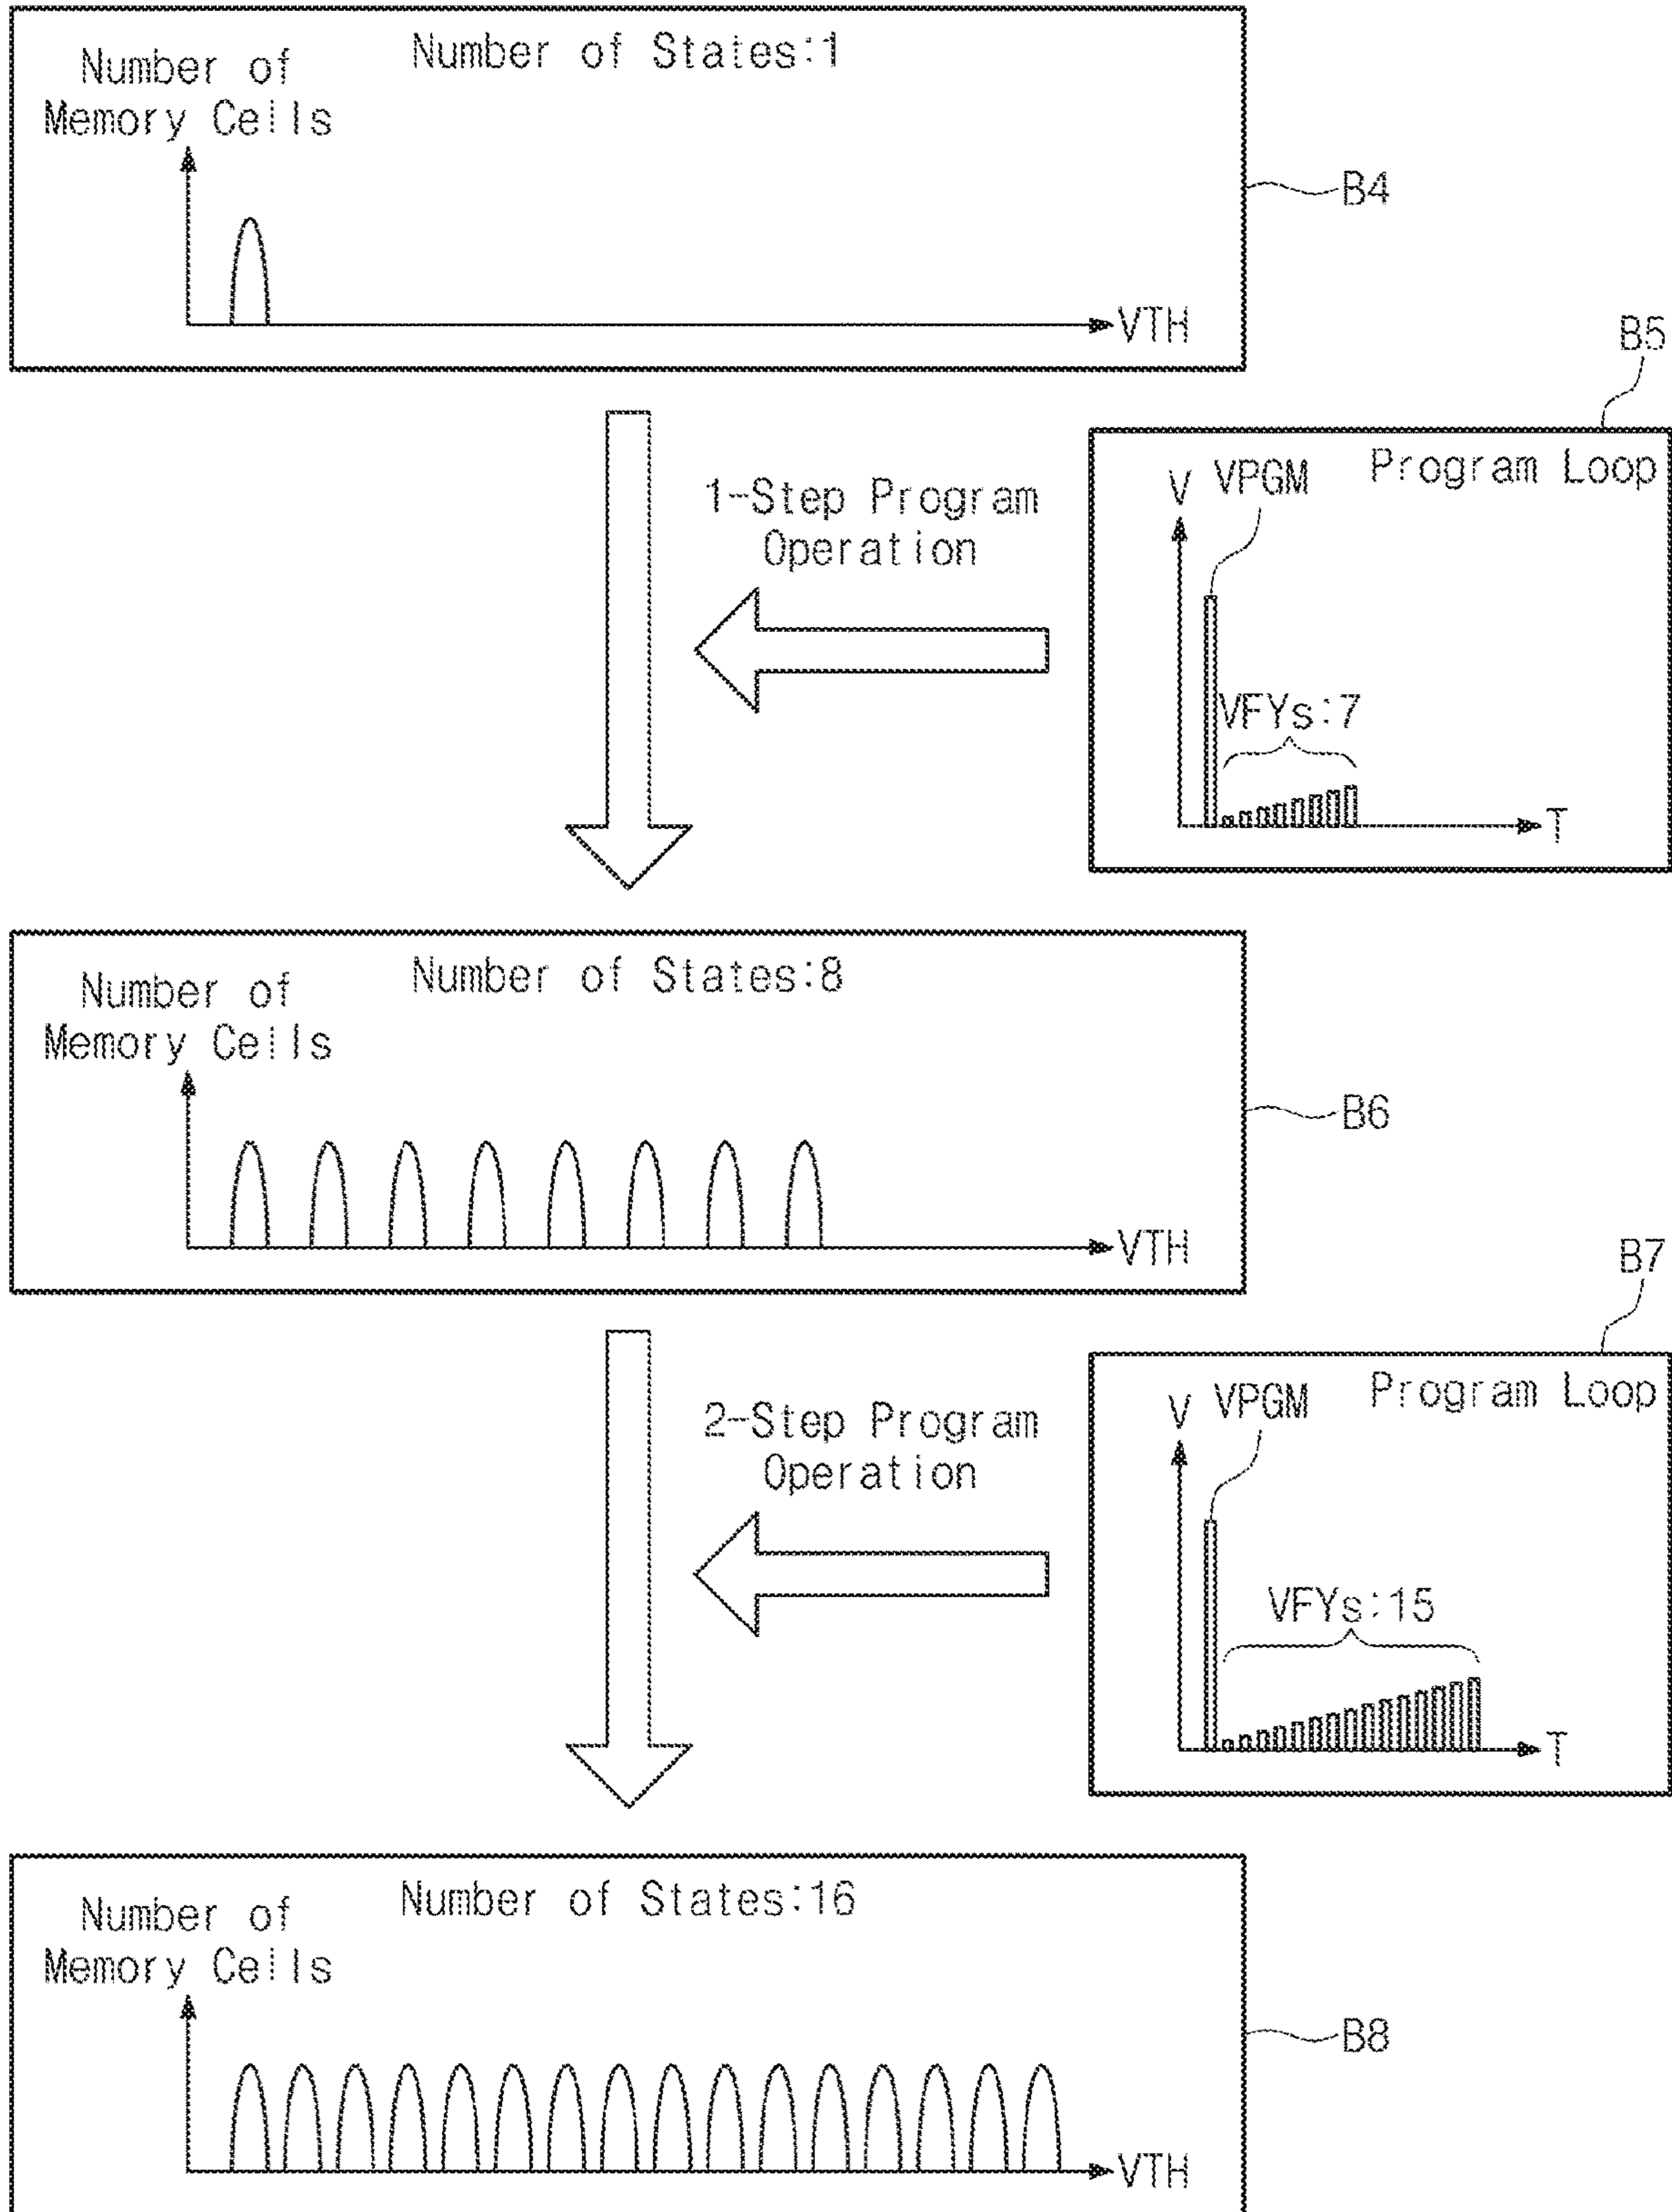 Number of States:1
Number of
Memory Cells
B4
VTH
B5
Program Loop
V VPGM
1-Step Program
Operation
VFYs:7
T
Number of States:8
Number of
Memory Cells
B6
VTH
B7
Program Loop
V VPGM
2-Step Program
Operation
VFYs:15
T
Number of States:16
Number of
Memory Cells
B8
VTH